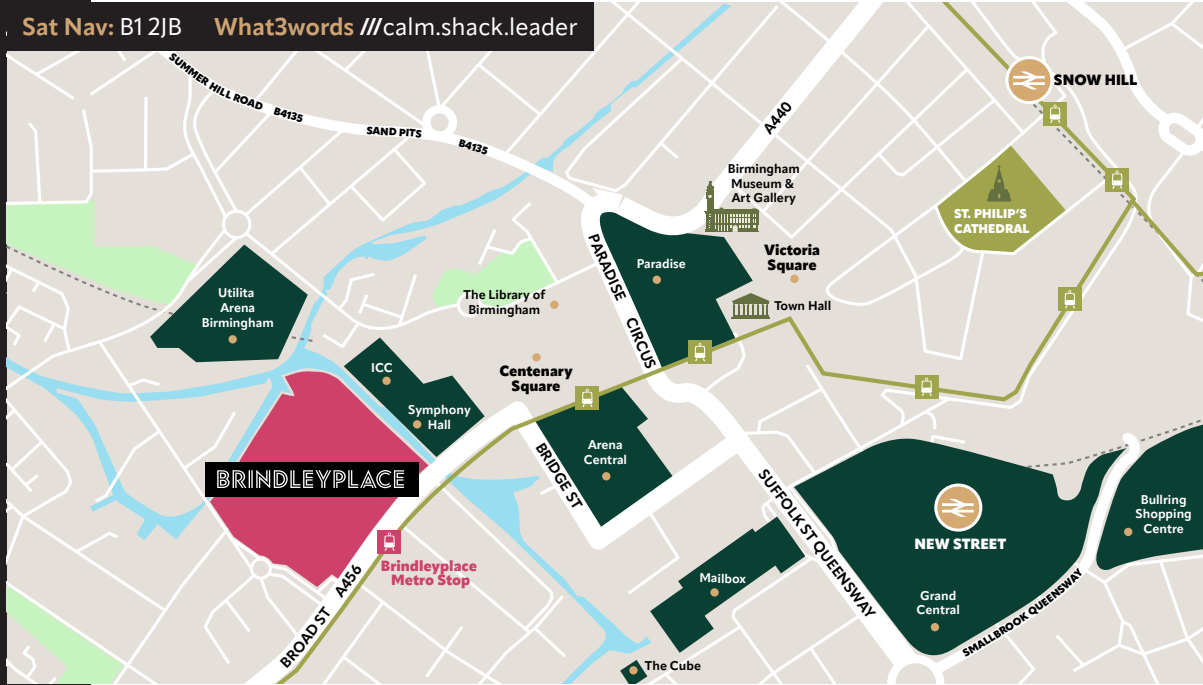 Sat Nav: B1 2JB What3words ///calm.shack.leader
SUMMER HILL ROAD B4135
SAND PITS
B4135
A440
SNOW HILL
Birmingham
Museum &
Art Gallery
ST. PHILIP'S
CATHEDRAL
PARADISE CIRCUS
Paradise
Victoria
Square
Town Hall
Utilita
Arena
Birmingham
The Library of
Birmingham
Centenary
Square
ICC
Symphony
Hall
BRINDLEYPLACE
Arena
Central
BRIDGE ST
SUFFOLK ST QUEENSWAY
NEW STREET
Bullring
Shopping
Centre
Brindleyplace
Metro Stop
BROAD ST A456
Mailbox
Grand
Central
SMALLBROOK QUEENSWAY
The Cube